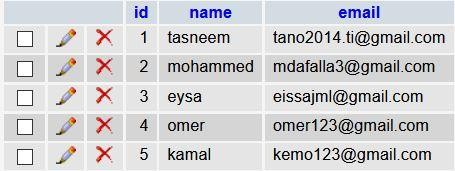 id name email
1 tasneem tano2014.ti@gmail.com
2 mohammed mdafalla3@gmail.com
3 eysa eissajml@gmail.com
4 omer omer123@gmail.com
5 kamal kemo123@gmail.com